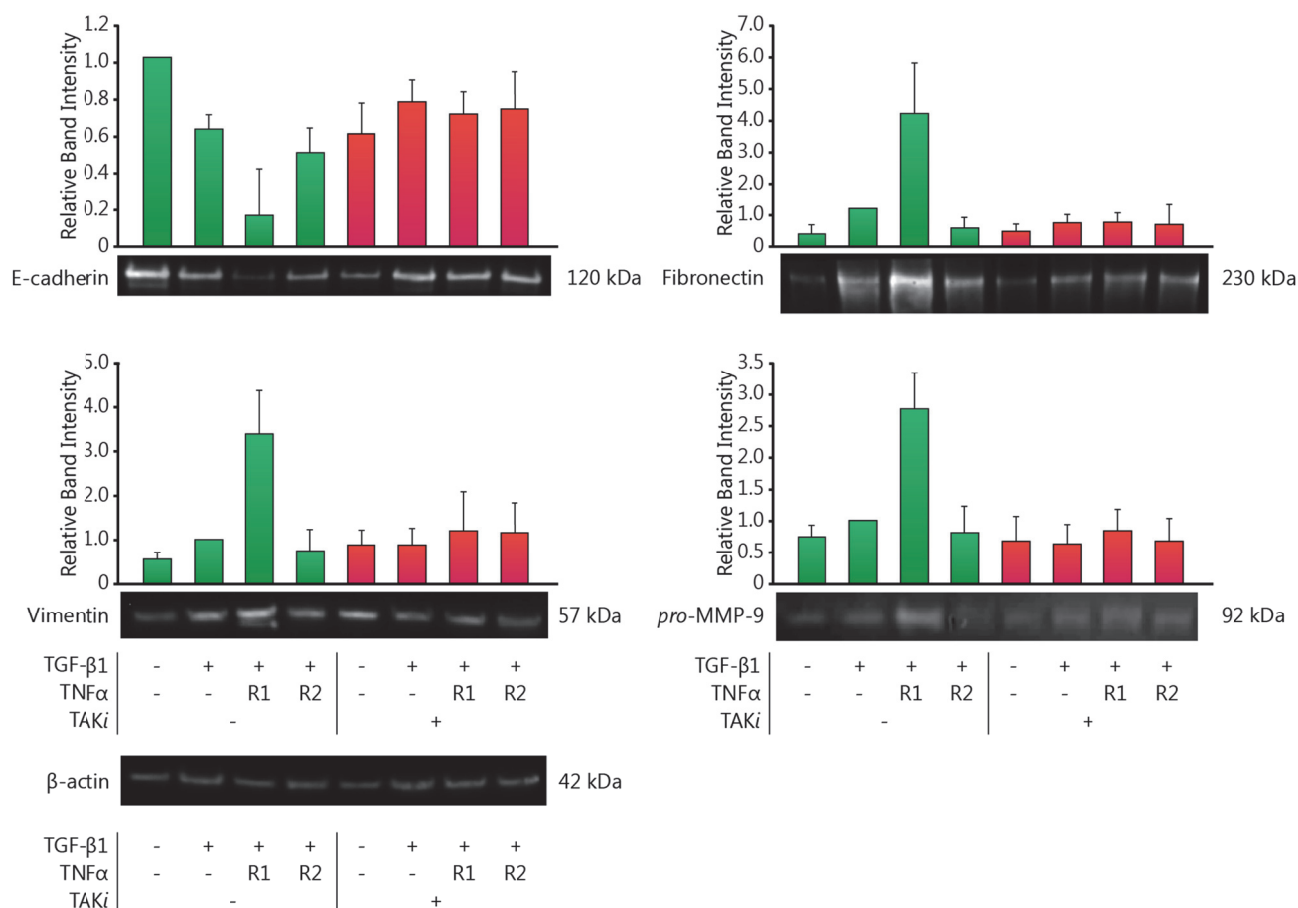 Relative Band Intensity
1.2
1.0
0.8
0.6
0.4
0.2
0
E-cadherin
120 kDa
Relative Band Intensity
7.0
6.0
5.0
4.0
3.0
2.0
1.0
0
Fibronectin
230 kDa
Relative Band Intensity
5.0
4.0
3.0
2.0
1.0
0
Vimentin
57 kDa
TGF-β1 - + + + - + + +
TNFα - - R1 R2 - - R1 R2
TAKi - +
Relative Band Intensity
3.5
3.0
2.5
2.0
1.5
1.0
0.5
0
pro-MMP-9
92 kDa
TGF-β1 - + + + - + + +
TNFα - - R1 R2 - - R1 R2
TAKi - +
β-actin
42 kDa
TGF-β1 - + + + - + + +
TNFα - - R1 R2 - - R1 R2
TAKi - +